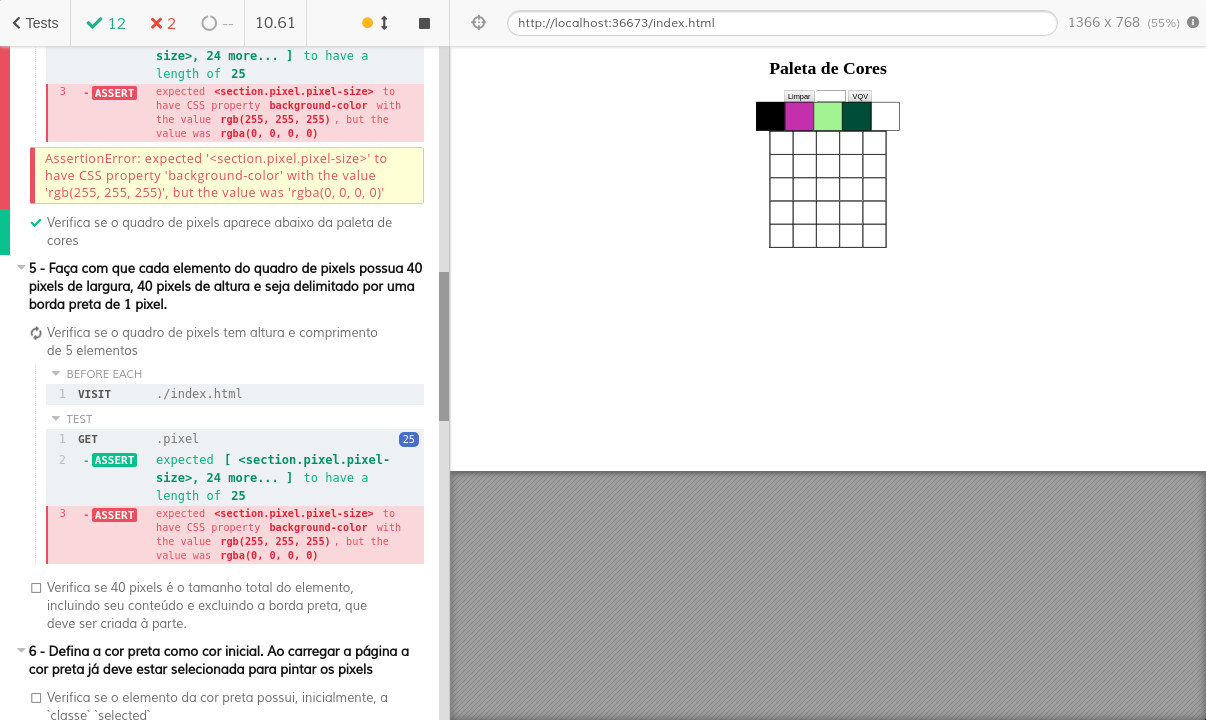 Tests
12
2
--
10.61
http://localhost:36673/index.html
1366 x 768 (55%)
size>, 24 more... ] to have a
length of 25
3 -ASSERT expected <section.pixel.pixel-size> to
have CSS property background-color with
the value rgb(255, 255, 255), but the
value was rgba(0, 0, 0, 0)
AssertionError: expected '<section.pixel.pixel-size>' to
have CSS property 'background-color' with the value
'rgb(255, 255, 255)', but the value was 'rgba(0, 0, 0, 0)'
Verifica se o quadro de pixels aparece abaixo da paleta de
cores
5 - Faça com que cada elemento do quadro de pixels possua 40
pixels de largura, 40 pixels de altura e seja delimitado por uma
borda preta de 1 pixel.
Verifica se o quadro de pixels tem altura e comprimento
de 5 elementos
BEFORE EACH
1 VISIT ./index.html
TEST
1 GET .pixel 25
2 -ASSERT expected [ <section.pixel.pixel-
size>, 24 more... ] to have a
length of 25
3 -ASSERT expected <section.pixel.pixel-size> to
have CSS property background-color with
the value rgb(255, 255, 255), but the
value was rgba(0, 0, 0, 0)
Verifica se 40 pixels é o tamanho total do elemento,
incluindo seu conteúdo e excluindo a borda preta, que
deve ser criada à parte.
6 - Defina a cor preta como cor inicial. Ao carregar a página a
cor preta já deve estar selecionada para pintar os pixels
Verifica se o elemento da cor preta possui, inicialmente, a
`classe` `selected`
Paleta de Cores
Limpar
VQV